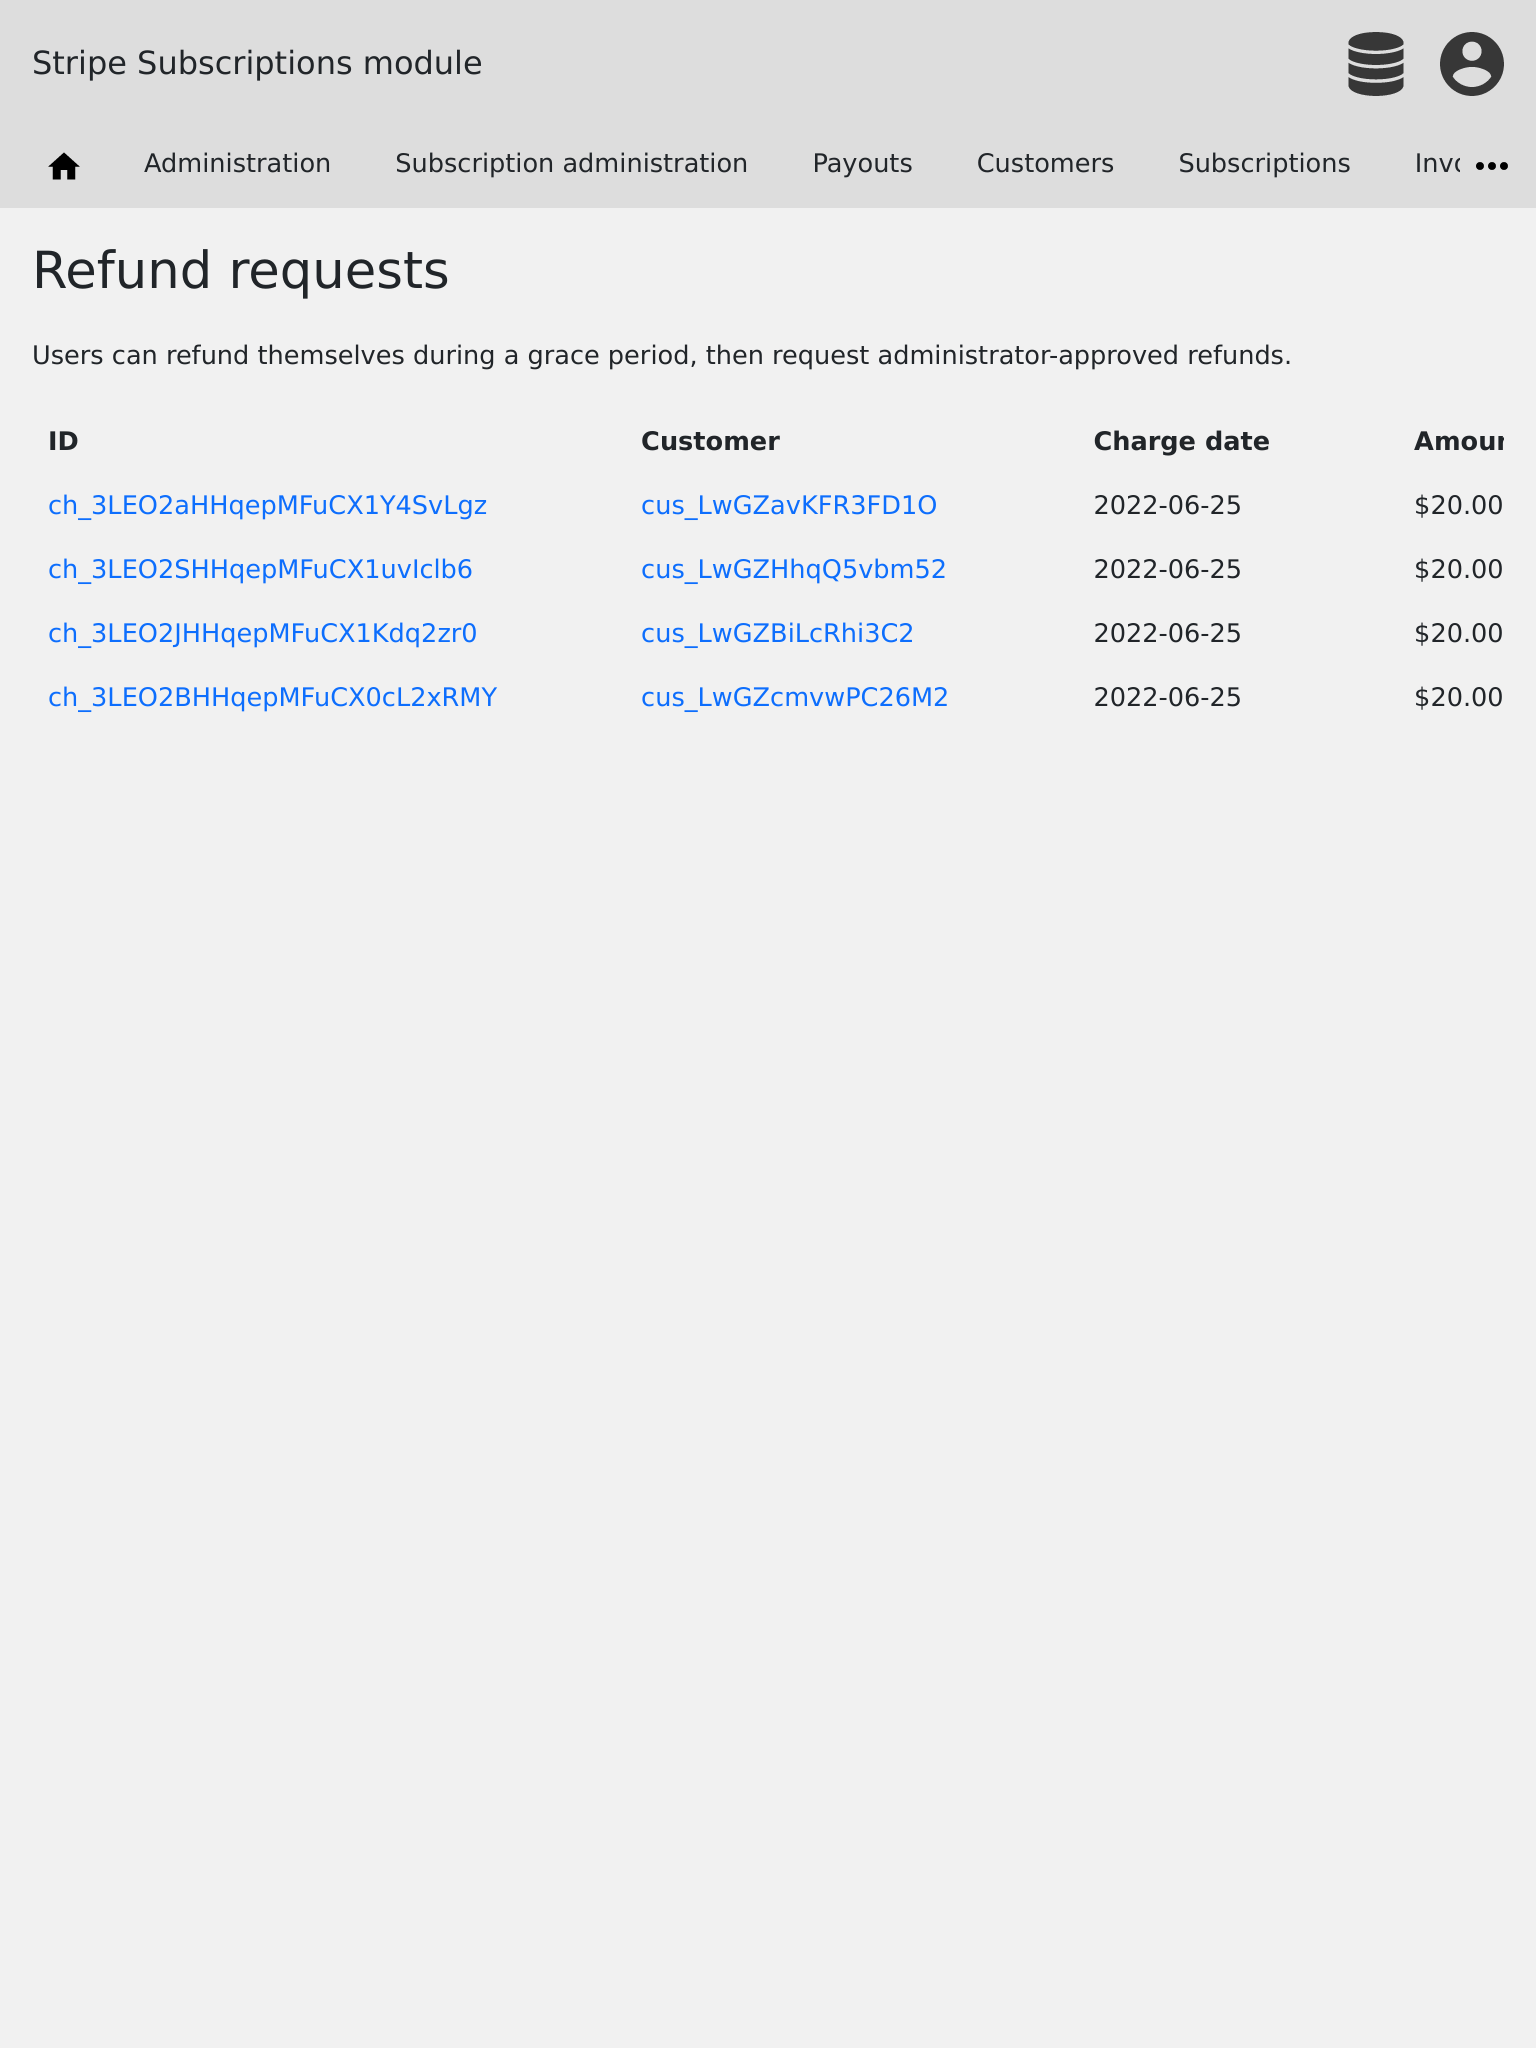 Stripe Subscriptions module
Administration Subscription administration Payouts Customers Subscriptions
Refund requests
Users can refund themselves during a grace period, then request administrator-approved refunds.
ID Customer Charge date
ch_3LEO2aHHqepMFuCX1Y4SvLgz cus_LwGZavKFR3FD1O 2022-06-25 $20.00
ch_3LEO2SHHqepMFuCX1uvIclb6 cus_LwGZHhqQ5vbm52 2022-06-25 $20.00
ch_3LEO2JHHqepMFuCX1Kdq2zr0 cus_LwGZBiLcRhi3C2 2022-06-25 $20.00
ch_3LEO2BHHqepMFuCX0cL2xRMY cus_LwGZcmvwPC26M2 2022-06-25 $20.00